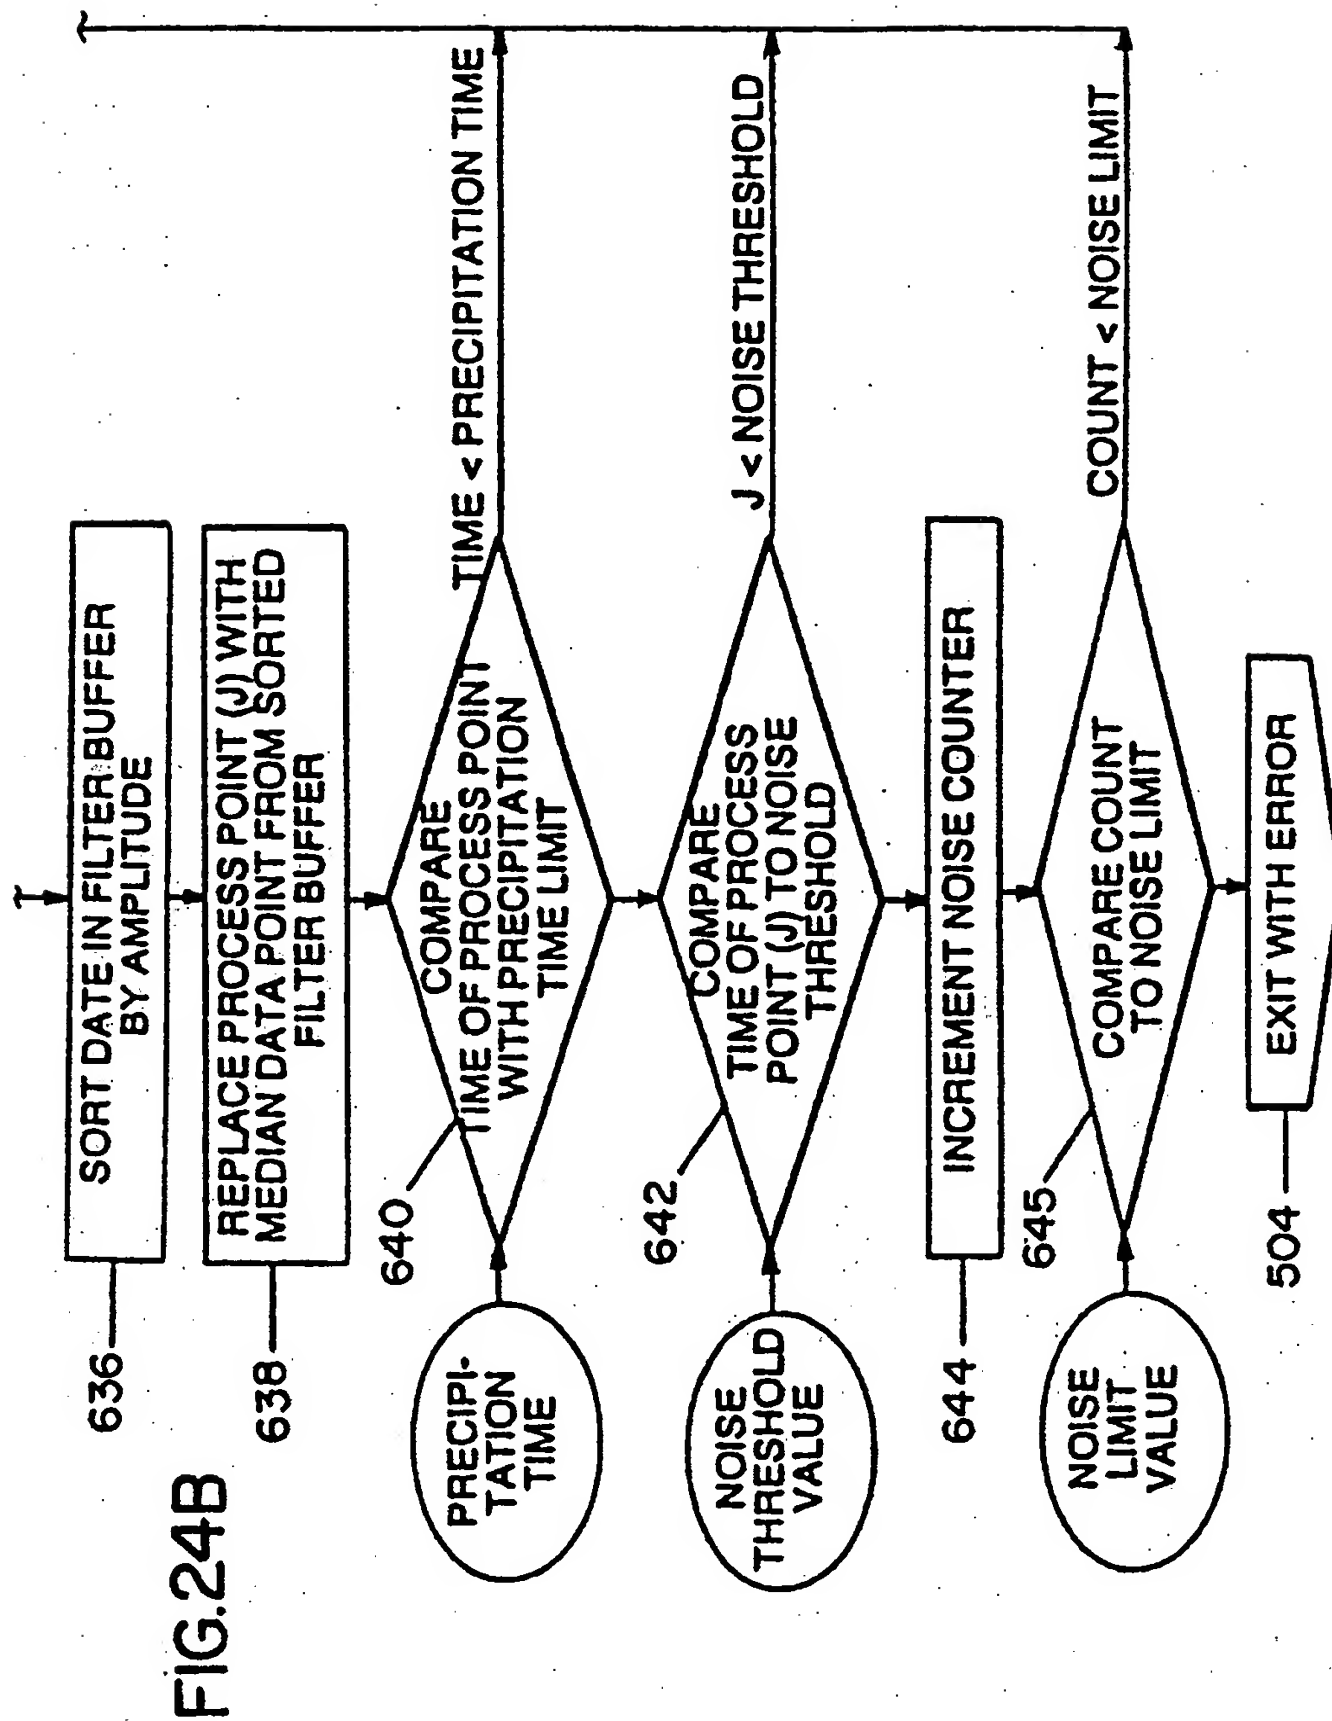 FIG.24B
636
SORT DATE IN FILTER BUFFER
BY AMPLITUDE
638
REPLACE PROCESS POINT (J) WITH
MEDIAN DATA POINT FROM SORTED
FILTER BUFFER
PRECIPI-
TATION
TIME
640
COMPARE
TIME OF PROCESS POINT
WITH PRECIPITATION
TIME LIMIT
TIME < PRECIPITATION TIME
NOISE
THRESHOLD
VALUE
642
COMPARE
TIME OF PROCESS
POINT (J) TO NOISE
THRESHOLD
J < NOISE THRESHOLD
644
INCREMENT NOISE COUNTER
NOISE
LIMIT
VALUE
645
COMPARE COUNT
TO NOISE LIMIT
COUNT < NOISE LIMIT
504
EXIT WITH ERROR